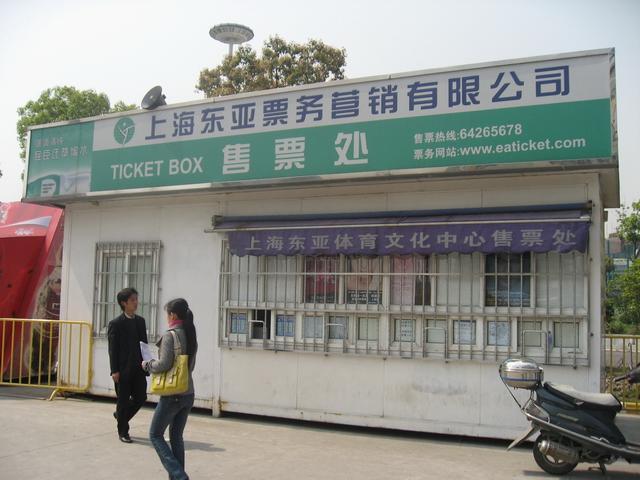 上海东亚票务营销有限公司
TICKET BOX 售票处
售票热线:64265678
票务网站:www.eaticket.com
上海东亚体育文化中心售票处